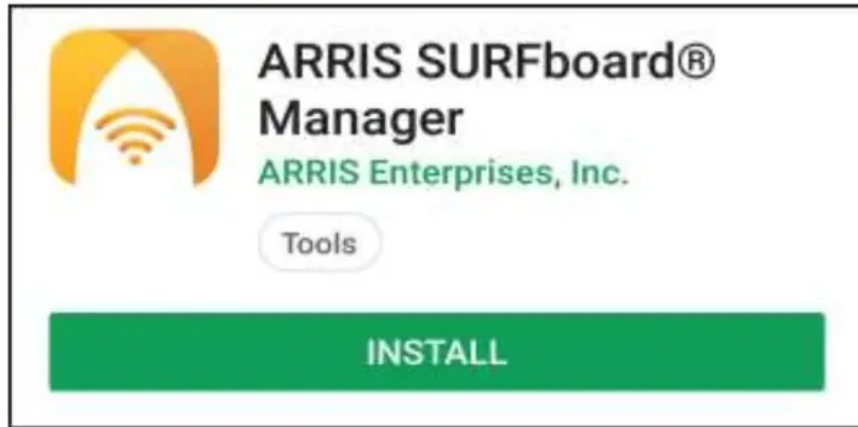 ARRIS SURFboard®
Manager
ARRIS Enterprises, Inc.
Tools
INSTALL